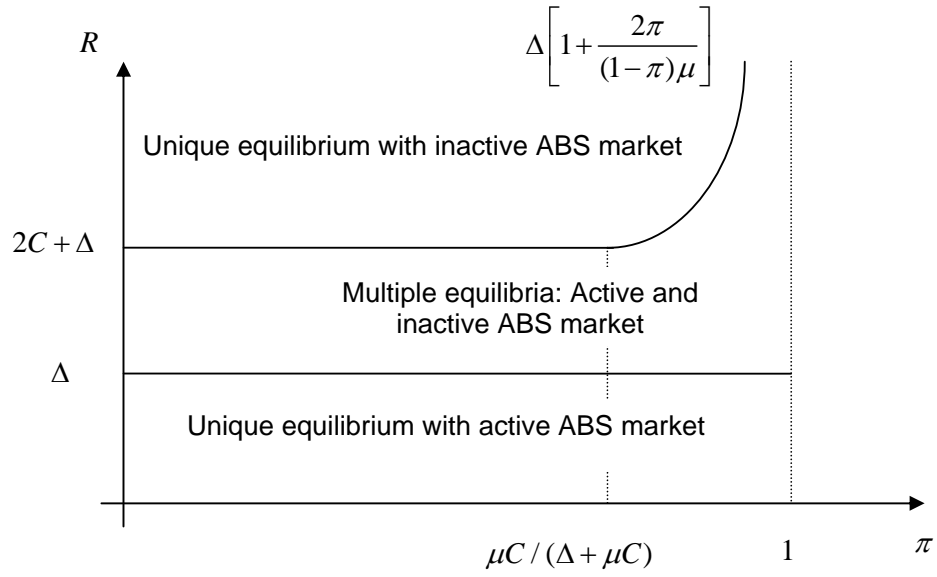 Δ[1+ 2π/((1−π)μ)]
R
Unique equilibrium with inactive ABS market
2C + Δ
Multiple equilibria: Active and
inactive ABS market
Δ
Unique equilibrium with active ABS market
μC / (Δ + μC)
1
π